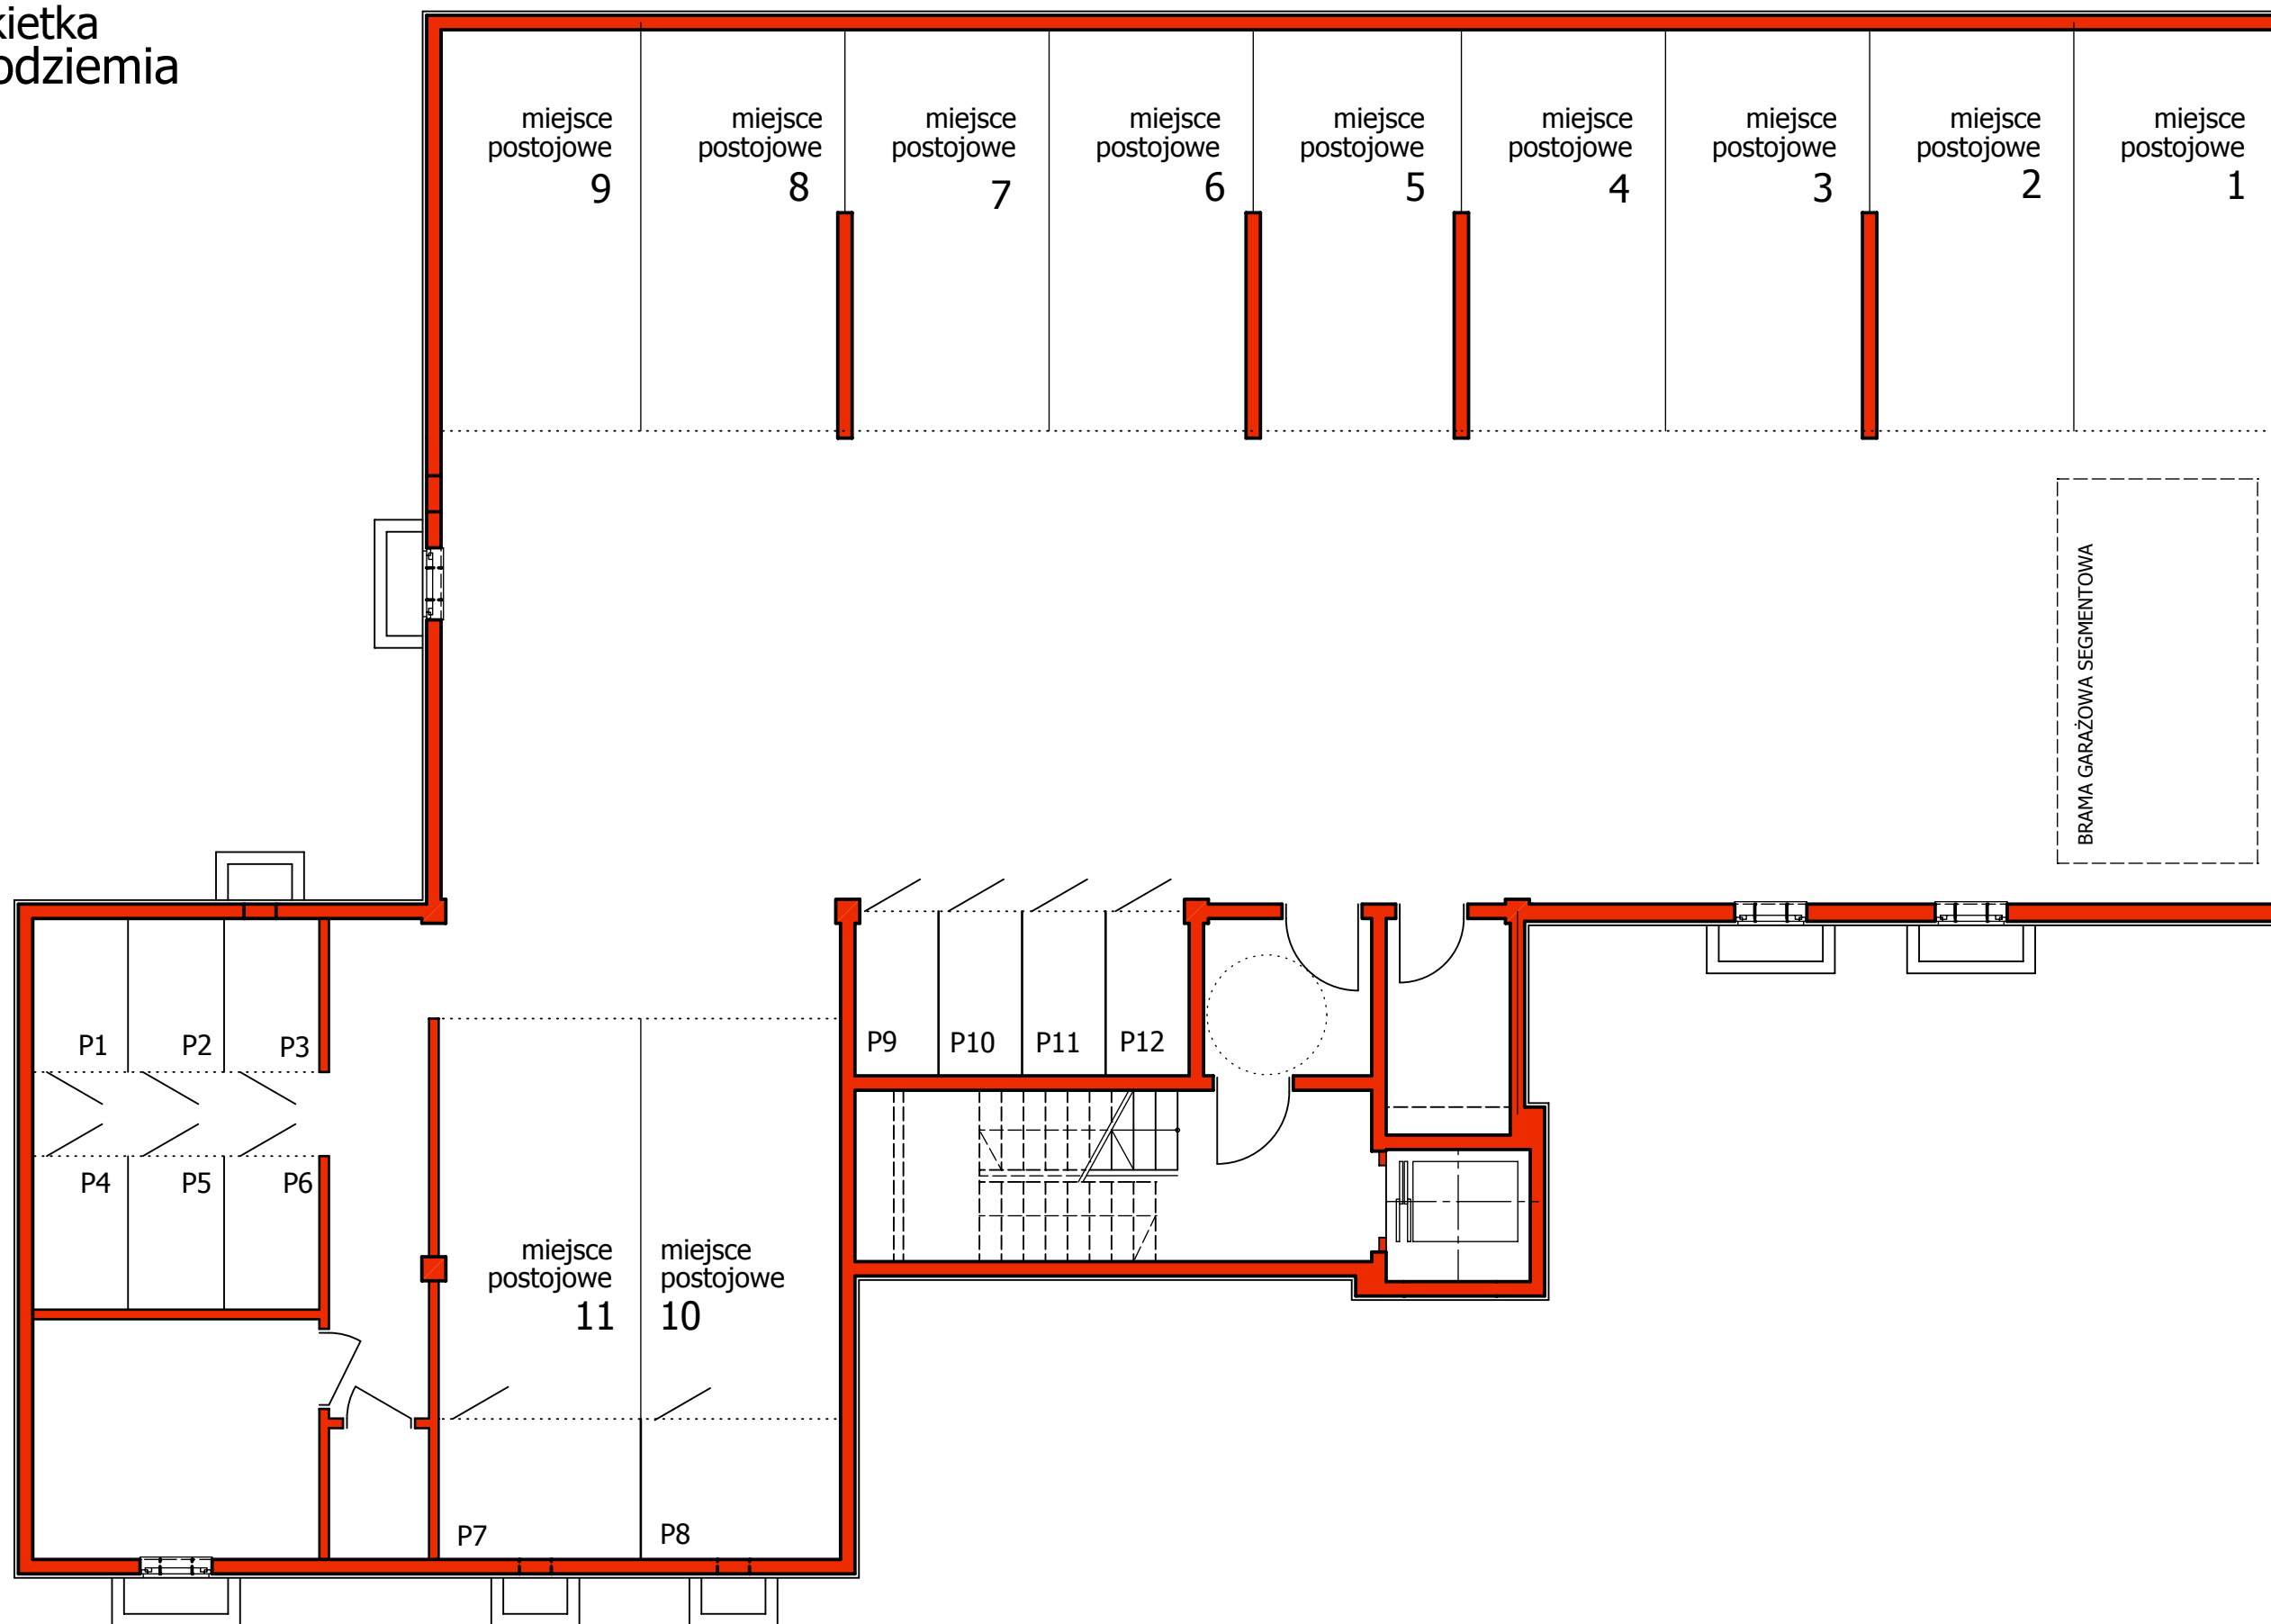 kietka
odziemia
miejsce
postojowe
9
miejsce
postojowe
8
miejsce
postojowe
7
miejsce
postojowe
6
miejsce
postojowe
5
miejsce
postojowe
4
miejsce
postojowe
3
miejsce
postojowe
2
miejsce
postojowe
1
BRAMA GARAŻOWA SEGMENTOWA
P1
P2
P3
P9
P10
P11
P12
P4
P5
P6
miejsce
postojowe
11
miejsce
postojowe
10
P7
P8